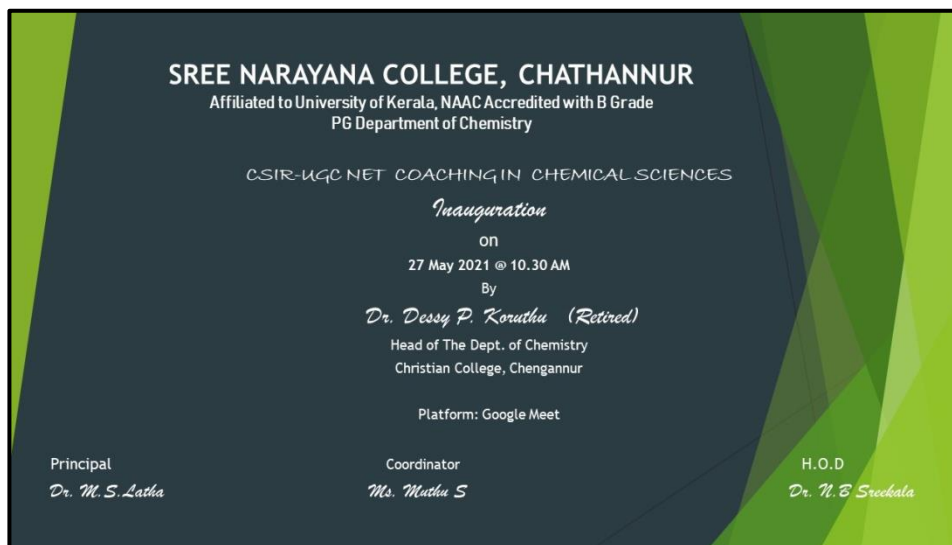 SREE NARAYANA COLLEGE, CHATHANNUR
Affiliated to University of Kerala, NAAC Accredited with B Grade
PG Department of Chemistry
CSIR-UGC NET COACHING IN CHEMICAL SCIENCES
Inauguration
on
27 May 2021 @ 10.30 AM
By
Dr. Dessy P. Koruthu (Retired)
Head of The Dept. of Chemistry
Christian College, Chengannur
Platform: Google Meet
Principal Coordinator H.O.D
Dr. M.S.Latha Ms. Muthu S Dr. N.B Sreekala